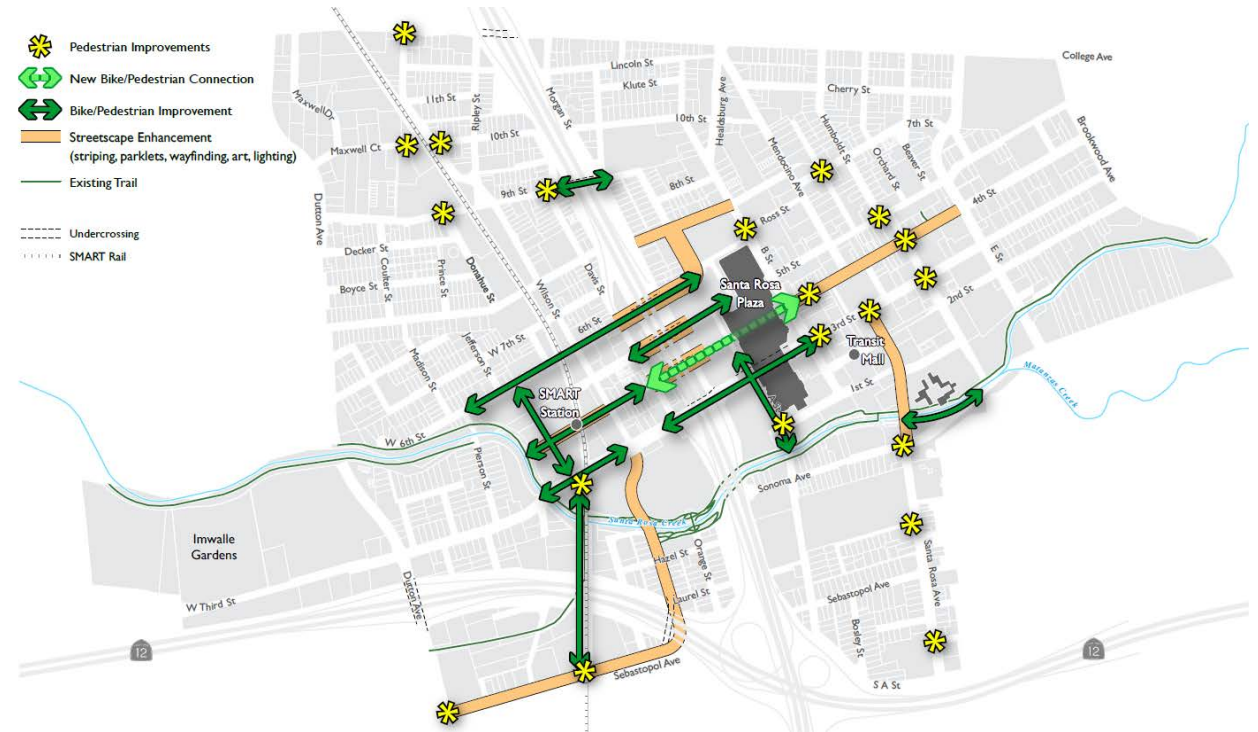 Pedestrian Improvements
New Bike/Pedestrian Connection
Bike/Pedestrian Improvement
Streetscape Enhancement
(striping, parklets, wayfinding, art, lighting)
Existing Trail
Undercrossing
SMART Rail
College Ave
Lincoln St
Klute St
Cherry St
Maxwell Dr
11th St
Ripley St
Morgan St
10th St
Healdsburg Ave
Humboldt St
7th St
Brookwood Ave
Maxwell Ct
10th St
Mendocino Ave
Orchard St
Beaver St
9th St
8th St
4th St
Dutton Ave
Ross St
Decker St
Coulter St
Prince St
Donahue St
B St
5th St
E St
Boyce St
Wilson St
Davis St
Santa Rosa
Plaza
2nd St
6th St
3rd St
Transit
Mall
W 7th St
Jefferson St
Madison St
1st St
Matanzas Creek
SMART
Station
A St
W 6th St
Pierson St
Sonoma Ave
Santa Rosa Creek
Imwalle
Gardens
Hazel St
Orange St
Santa Rosa Ave
W Third St
Dutton Ave
Laurel St
Sebastopol Ave
Bosley St
12
Sebastopol Ave
12
S A St